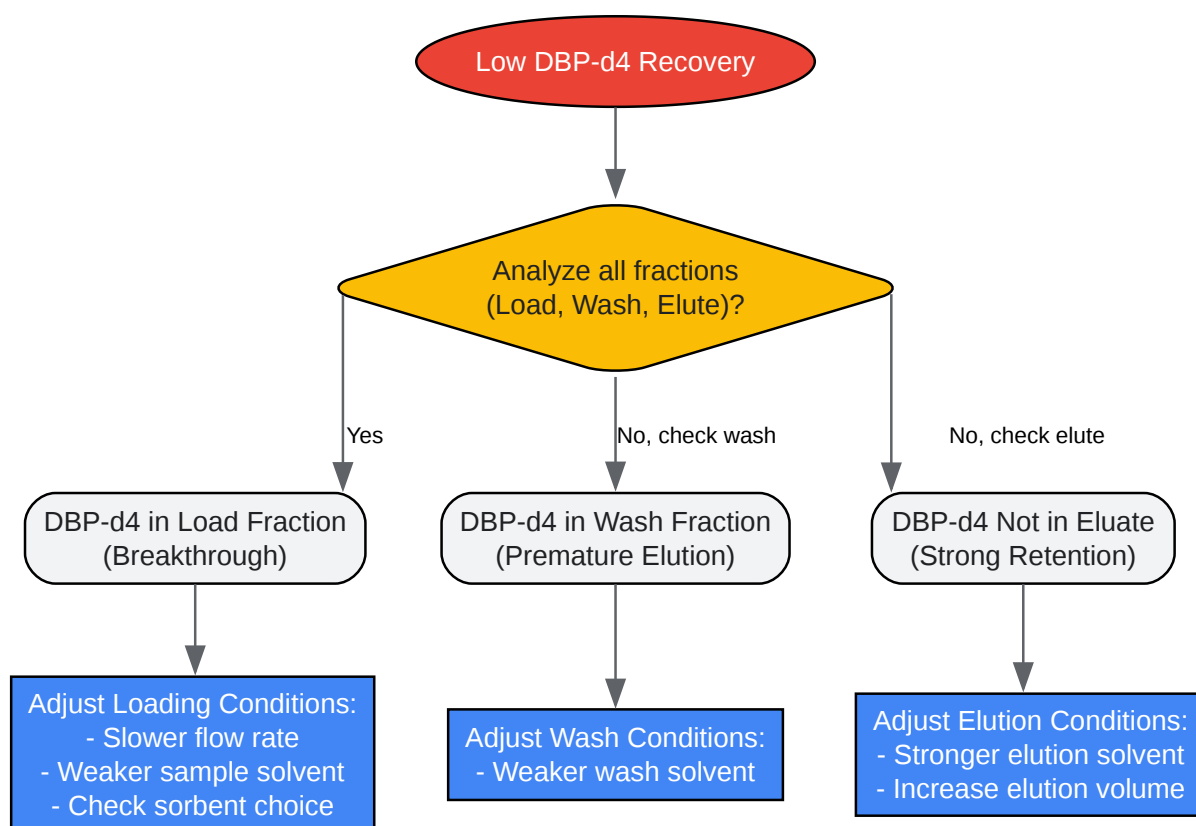 Low DBP-d4 Recovery
Analyze all fractions
(Load, Wash, Elute)?
Yes
No, check wash
No, check elute
DBP-d4 in Load Fraction
(Breakthrough)
DBP-d4 in Wash Fraction
(Premature Elution)
DBP-d4 Not in Eluate
(Strong Retention)
Adjust Loading Conditions:
- Slower flow rate
- Weaker sample solvent
- Check sorbent choice
Adjust Wash Conditions:
- Weaker wash solvent
Adjust Elution Conditions:
- Stronger elution solvent
- Increase elution volume